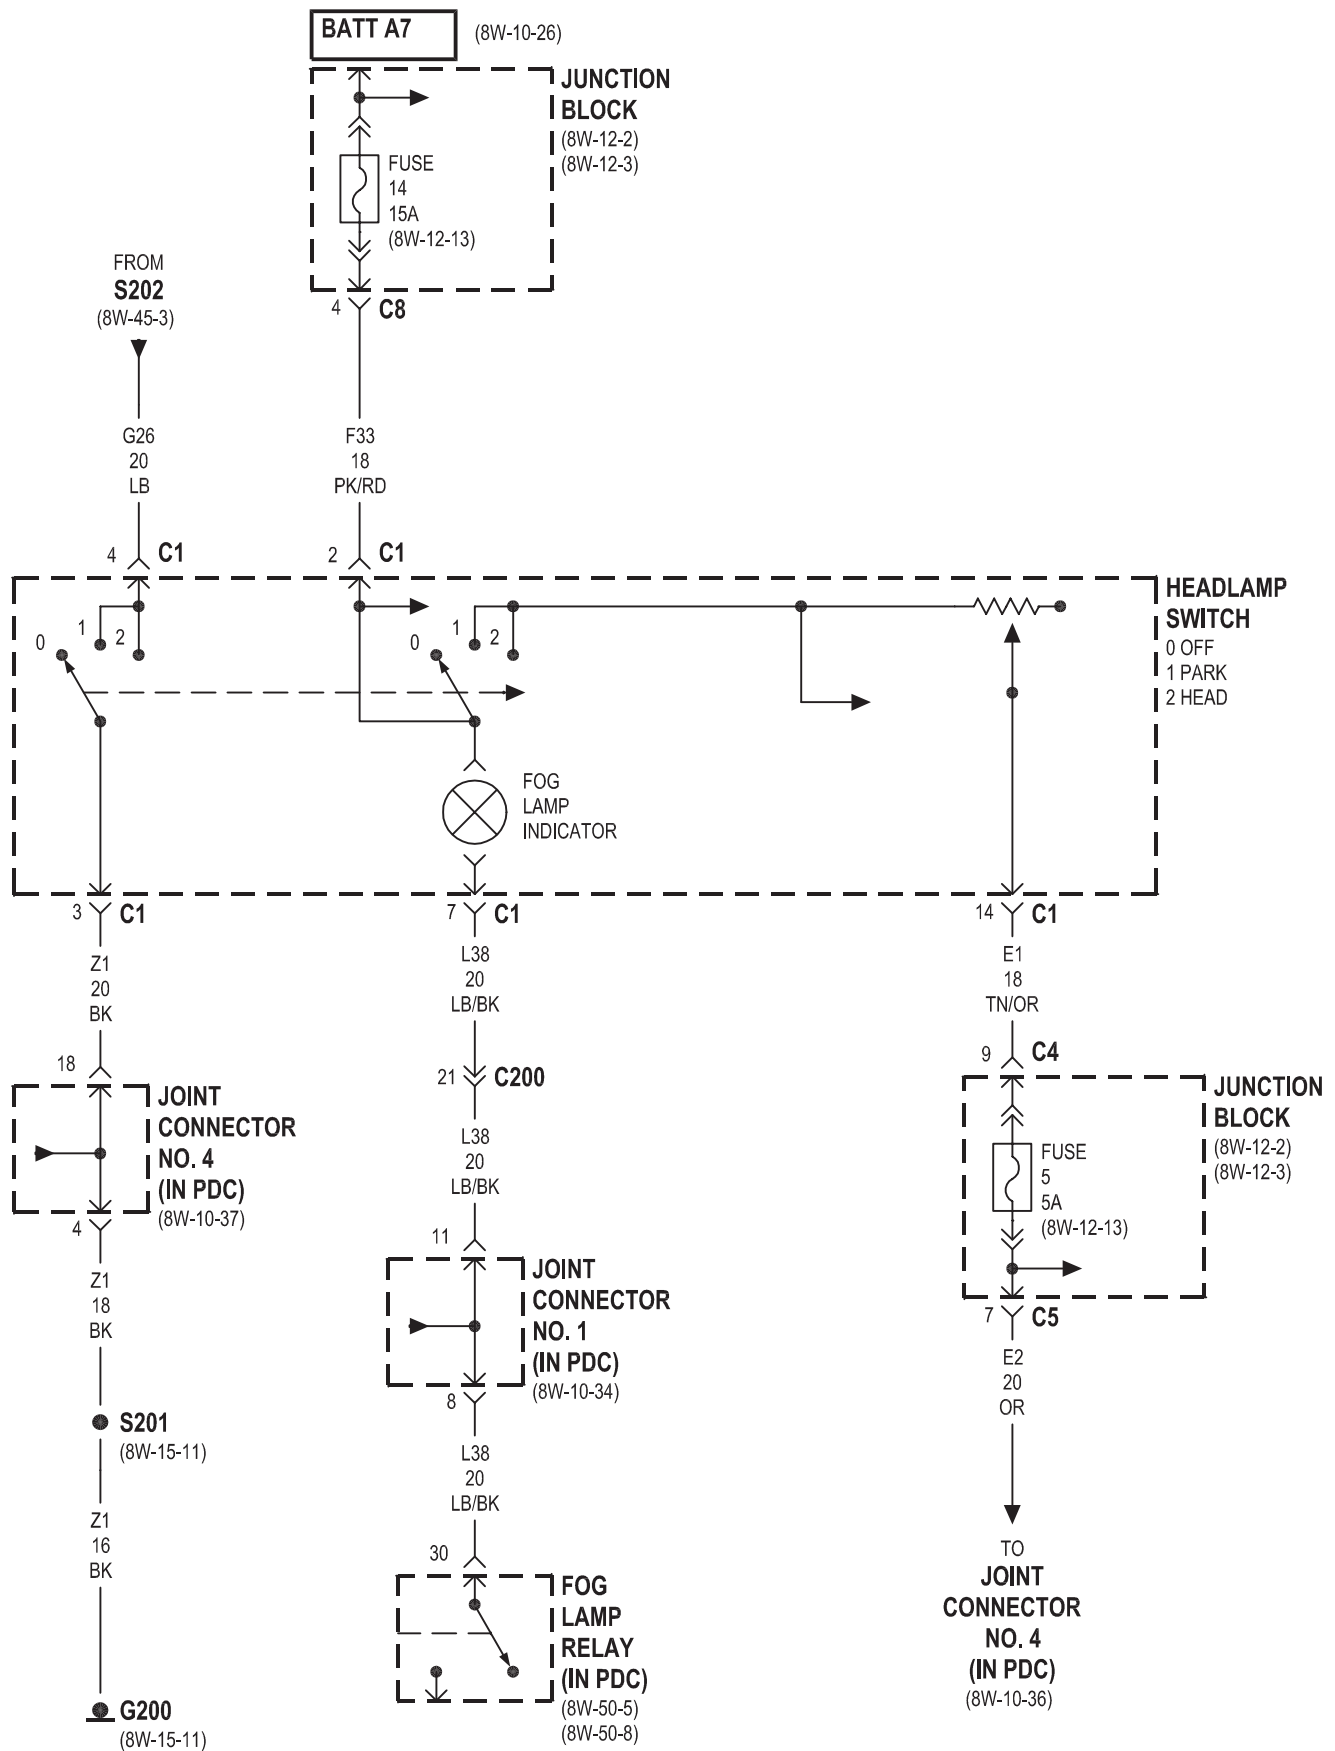 BATT A7
(8W-10-26)
JUNCTION
BLOCK
(8W-12-2)
(8W-12-3)
FUSE
14
15A
(8W-12-13)
4
C8
FROM
S202
(8W-45-3)
G26
20
LB
F33
18
PK/RD
4
C1
2
C1
HEADLAMP
SWITCH
0 OFF
1 PARK
2 HEAD
0
1
2
0
1
2
FOG
LAMP
INDICATOR
3
C1
7
C1
14
C1
Z1
20
BK
L38
20
LB/BK
E1
18
TN/OR
18
JOINT
CONNECTOR
NO. 4
(IN PDC)
(8W-10-37)
4
21
C200
9
C4
JUNCTION
BLOCK
(8W-12-2)
(8W-12-3)
FUSE
5
5A
(8W-12-13)
7
C5
L38
20
LB/BK
11
JOINT
CONNECTOR
NO. 1
(IN PDC)
(8W-10-34)
8
Z1
18
BK
S201
(8W-15-11)
Z1
16
BK
G200
(8W-15-11)
L38
20
LB/BK
30
FOG
LAMP
RELAY
(IN PDC)
(8W-50-5)
(8W-50-8)
E2
20
OR
TO
JOINT
CONNECTOR
NO. 4
(IN PDC)
(8W-10-36)